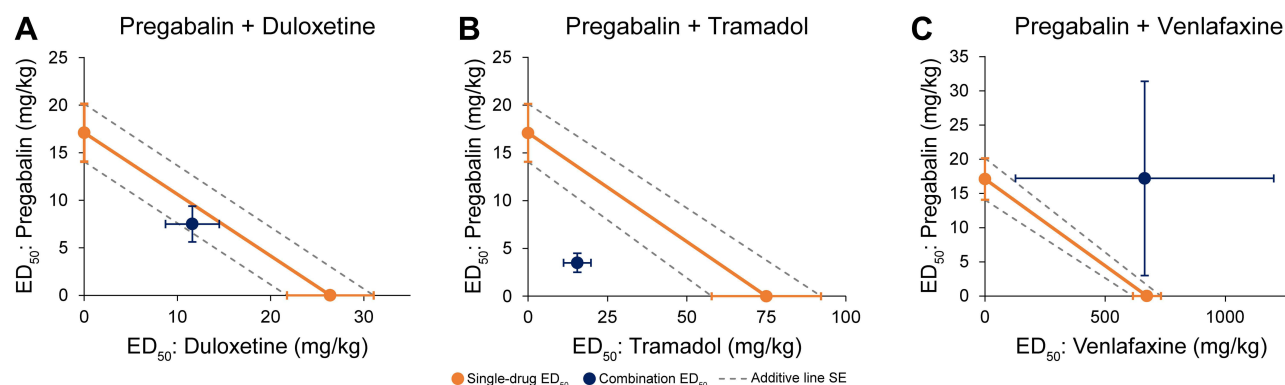 A
Pregabalin + Duloxetine
ED50: Pregabalin (mg/kg)
25
20
15
10
5
0
0
10
20
30
ED50: Duloxetine (mg/kg)
B
Pregabalin + Tramadol
ED50: Pregabalin (mg/kg)
25
20
15
10
5
0
0
25
50
75
100
ED50: Tramadol (mg/kg)
C
Pregabalin + Venlafaxine
ED50: Pregabalin (mg/kg)
35
30
25
20
15
10
5
0
0
500
1000
ED50: Venlafaxine (mg/kg)
Single-drug ED50
Combination ED50
Additive line SE